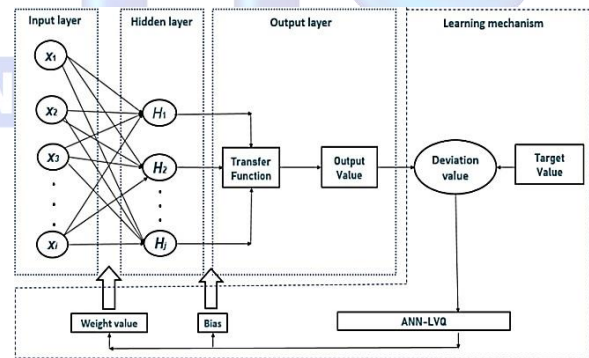 Input layer
Hidden layer
Output layer
Learning mechanism
x1
x2
x3
xi
H1
H2
Hj
Transfer
Function
Output
Value
Deviation
value
Target
Value
Weight value
Bias
ANN-LVQ